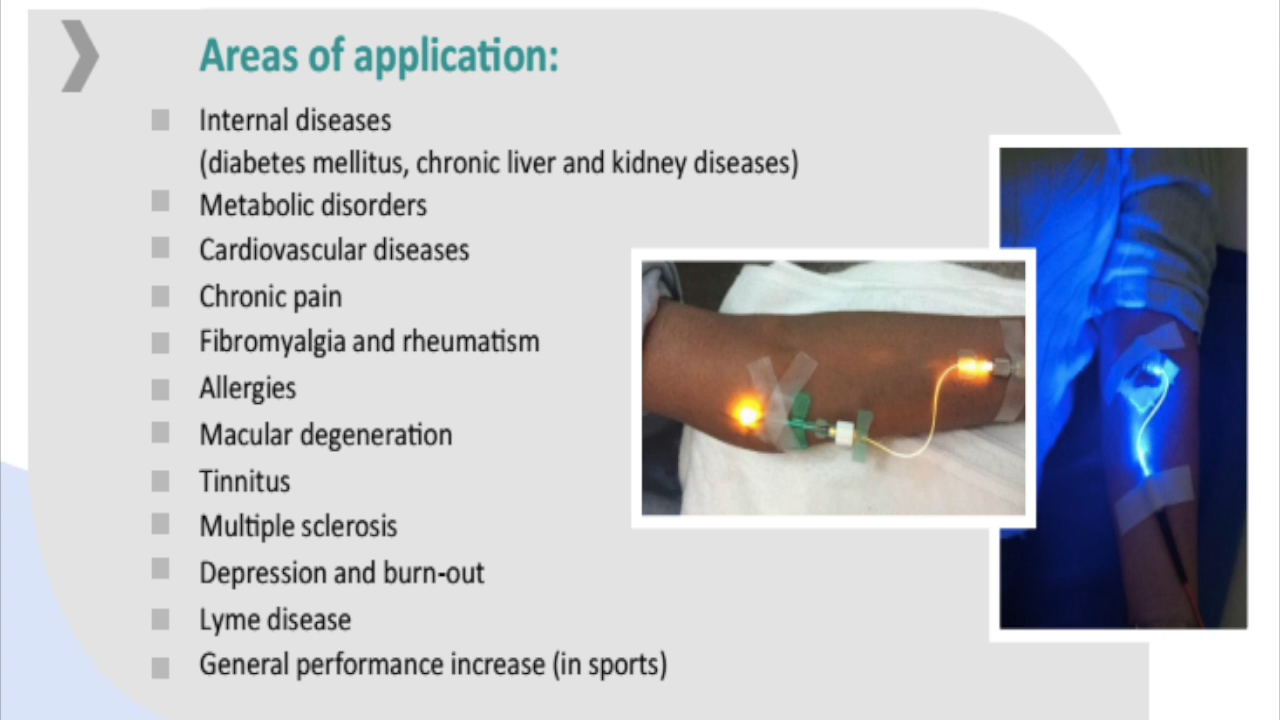 Areas of application:
Internal diseases
(diabetes mellitus, chronic liver and kidney diseases)
Metabolic disorders
Cardiovascular diseases
Chronic pain
Fibromyalgia and rheumatism
Allergies
Macular degeneration
Tinnitus
Multiple sclerosis
Depression and burn-out
Lyme disease
General performance increase (in sports)